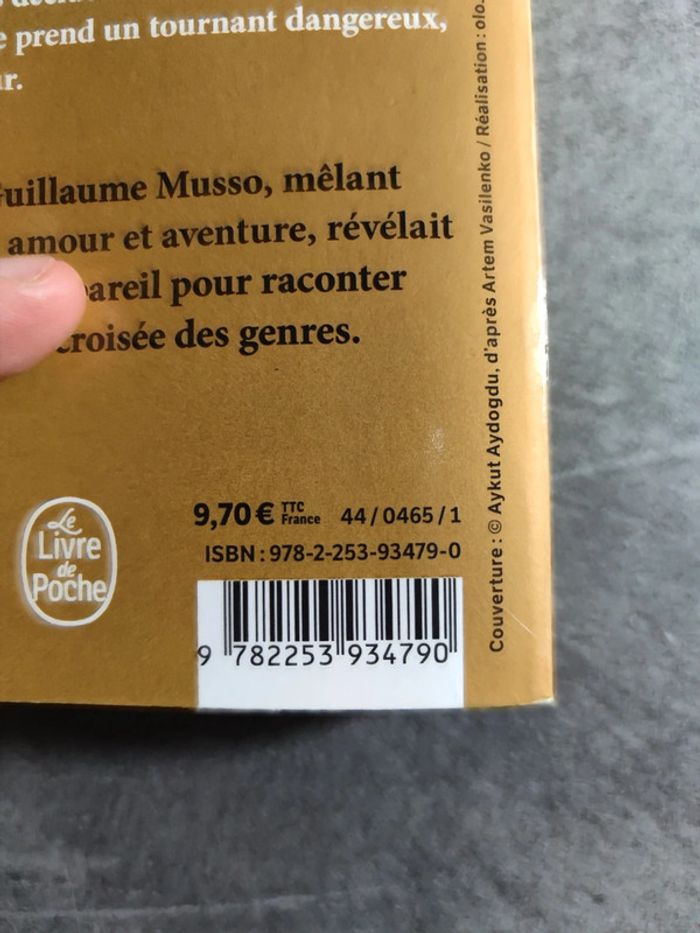 e prend un tournant dangereux,
r.
Guillaume Musso, mêlant
amour et aventure, révélait
areil pour raconter
croisée des genres.
9,70 € TTC France 44/0465/1
ISBN : 978-2-253-93479-0
9 782253 934790
Le
Livre
de
Poche
Couverture : © Aykut Aydogdu, d'après Artem Vasilenko / Réalisation : olo